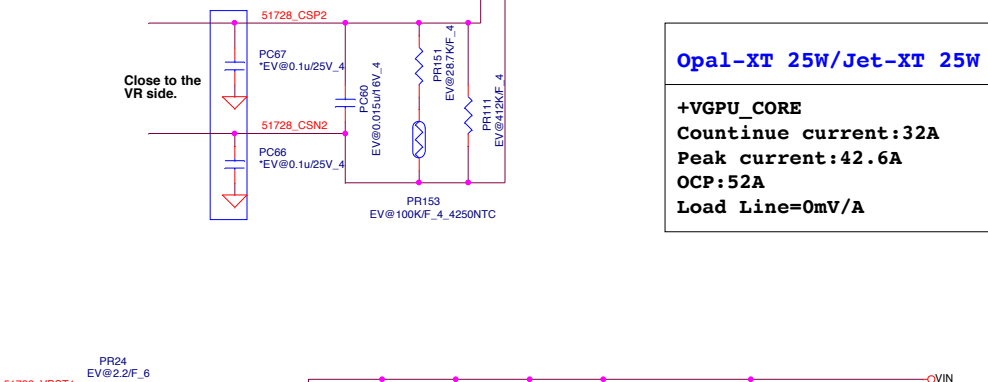 51728_CSP2
PC67
*EV@0.1u/25V_4
Close to the
VR side.
PC60
EV@0.015u/16V_4
PR151
EV@28.7K/F_4
PR111
EV@412K/F_4
51728_CSN2
PC66
*EV@0.1u/25V_4
PR153
EV@100K/F_4_4250NTC
Opal-XT 25W/Jet-XT 25W
+VGPU_CORE
Countinue current:32A
Peak current:42.6A
OCP:52A
Load Line=0mV/A
PR24
EV@2.2/F_6
VIN